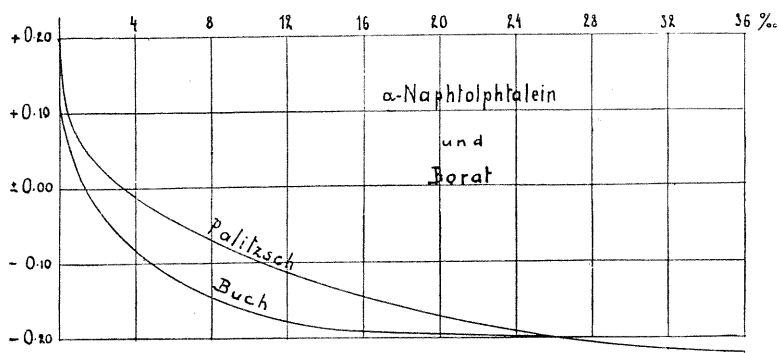 4 8 12 16 20 24 28 32 36 ‰
+0.20
+0.10
±0.00
-0.10
-0.20
α-Naphtolphtalein
und
Borat
Palitzsch
Buch